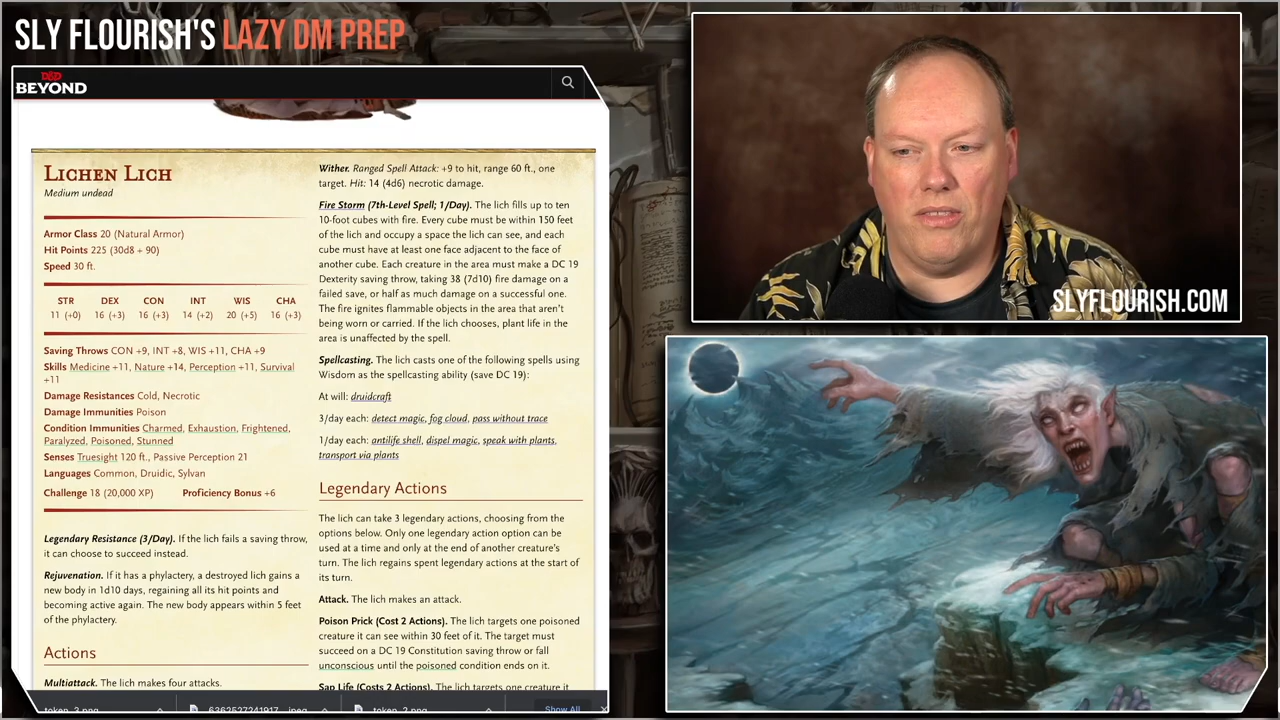 SLY FLOURISH'S LAZY DM PREP
D&D
BEYOND
LICHEN LICH
Medium undead
Armor Class 20 (Natural Armor)
Hit Points 225 (30d8 + 90)
Speed 30 ft.
STR DEX CON INT WIS CHA
11 (+0) 16 (+3) 16 (+3) 14 (+2) 20 (+5) 16 (+3)
Saving Throws CON +9, INT +8, WIS +11, CHA +9
Skills Medicine +11, Nature +14, Perception +11, Survival
+11
Damage Resistances Cold, Necrotic
Damage Immunities Poison
Condition Immunities Charmed, Exhaustion, Frightened,
Paralyzed, Poisoned, Stunned
Senses Truesight 120 ft., Passive Perception 21
Languages Common, Druidic, Sylvan
Challenge 18 (20,000 XP) Proficiency Bonus +6
Legendary Resistance (3/Day). If the lich fails a saving throw,
it can choose to succeed instead.
Rejuvenation. If it has a phylactery, a destroyed lich gains a
new body in 1d10 days, regaining all its hit points and
becoming active again. The new body appears within 5 feet
of the phylactery.
Actions
Multiattack. The lich makes four attacks.
Wither. Ranged Spell Attack: +9 to hit, range 60 ft., one
target. Hit: 14 (4d6) necrotic damage.
Fire Storm (7th-Level Spell; 1/Day). The lich fills up to ten
10-foot cubes with fire. Every cube must be within 150 feet
of the lich and occupy a space the lich can see, and each
cube must have at least one face adjacent to the face of
another cube. Each creature in the area must make a DC 19
Dexterity saving throw, taking 38 (7d10) fire damage on a
failed save, or half as much damage on a successful one.
The fire ignites flammable objects in the area that aren't
being worn or carried. If the lich chooses, plant life in the
area is unaffected by the spell.
Spellcasting. The lich casts one of the following spells using
Wisdom as the spellcasting ability (save DC 19):
At will: druidcraft
3/day each: detect magic, fog cloud, pass without trace
1/day each: antilife shell, dispel magic, speak with plants,
transport via plants
Legendary Actions
The lich can take 3 legendary actions, choosing from the
options below. Only one legendary action option can be
used at a time and only at the end of another creature's
turn. The lich regains spent legendary actions at the start of
its turn.
Attack. The lich makes an attack.
Poison Prick (Cost 2 Actions). The lich targets one poisoned
creature it can see within 30 feet of it. The target must
succeed on a DC 19 Constitution saving throw or fall
unconscious until the poisoned condition ends on it.
Sap Life (Costs 2 Actions). The lich targets one creature it
token_3.png 6362527241917....jpeg token_2.png Show All
SLYFLOURISH.COM